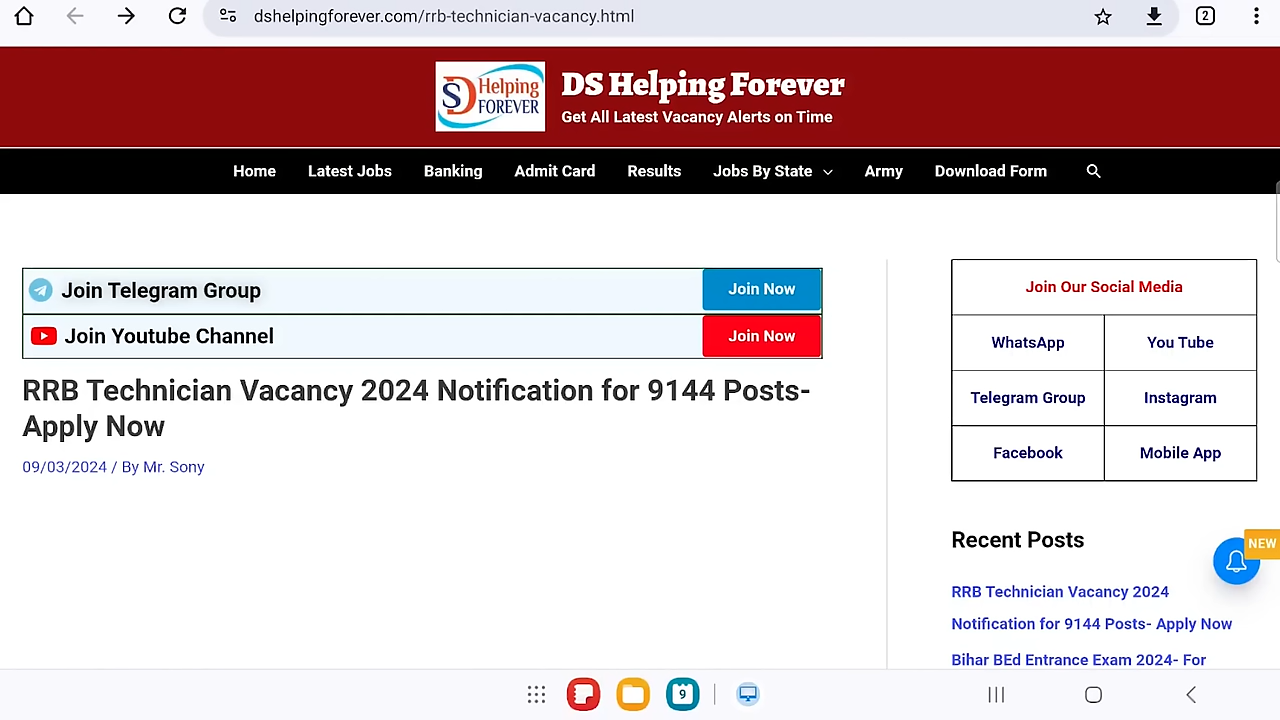 dshelpingforever.com/rrb-technician-vacancy.html
2
SD Helping
FOREVER
DS Helping Forever
Get All Latest Vacancy Alerts on Time
Home Latest Jobs Banking Admit Card Results Jobs By State Army Download Form
Join Telegram Group Join Now
Join Youtube Channel Join Now
RRB Technician Vacancy 2024 Notification for 9144 Posts-
Apply Now
09/03/2024 / By Mr. Sony
Join Our Social Media
WhatsApp You Tube
Telegram Group Instagram
Facebook Mobile App
Recent Posts
NEW
RRB Technician Vacancy 2024
Notification for 9144 Posts- Apply Now
Bihar BEd Entrance Exam 2024- For
9